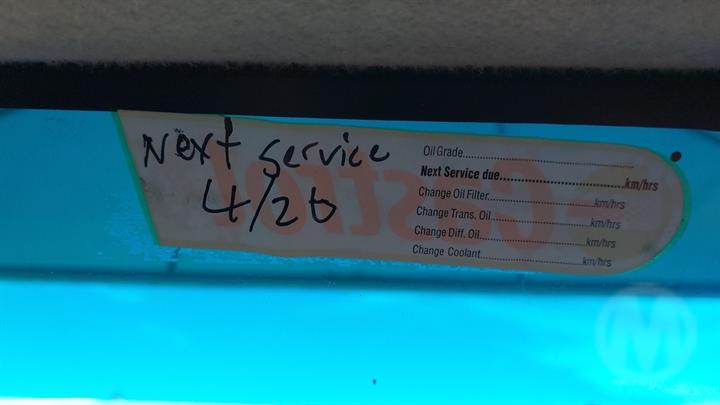 Next service
4/26
Oil Grade
Next Service due km/hrs
Change Oil Filter km/hrs
Change Trans. Oil km/hrs
Change Diff. Oil km/hrs
Change Coolant km/hrs
Castrol
M